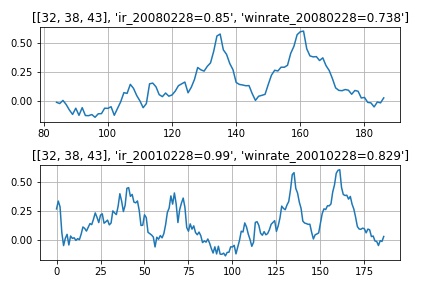 [[32, 38, 43], 'ir_20080228=0.85', 'winrate_20080228=0.738']
0.50
0.25
0.00
80 100 120 140 160 180
[[32, 38, 43], 'ir_20010228=0.99', 'winrate_20010228=0.829']
0.50
0.25
0.00
0 25 50 75 100 125 150 175